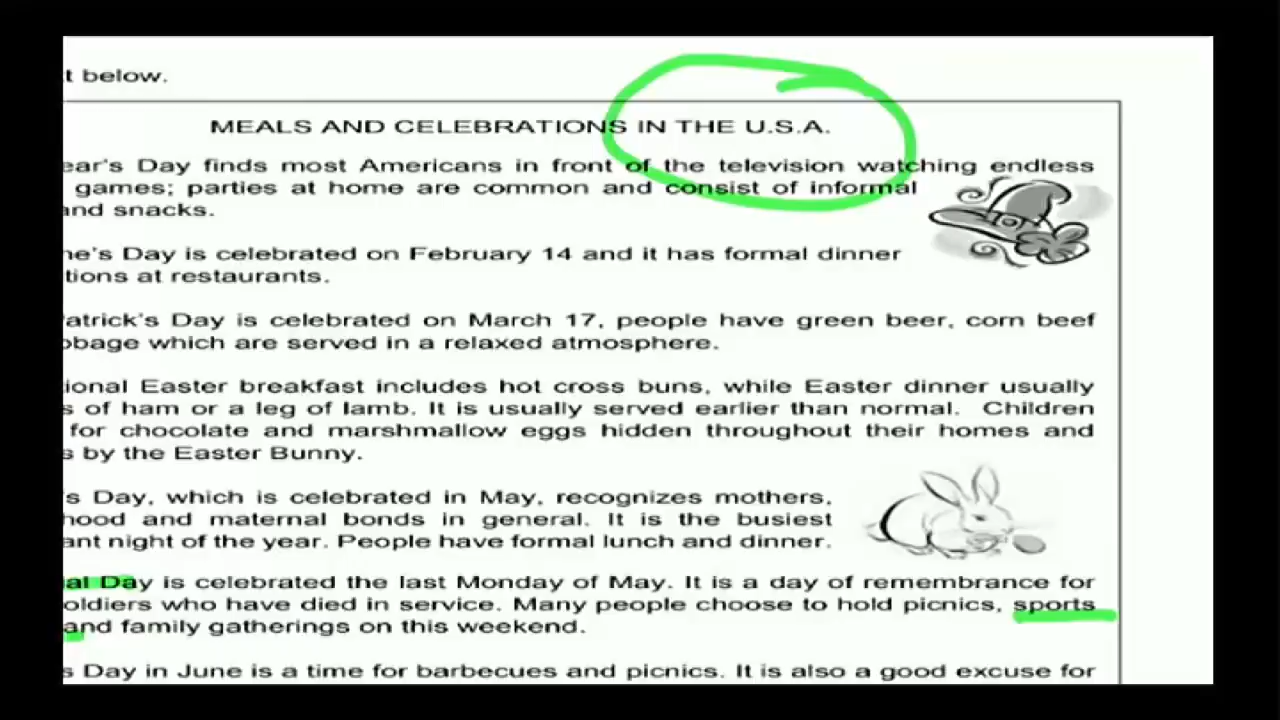 t below.
MEALS AND CELEBRATIONS IN THE U.S.A.
ear's Day finds most Americans in front of the television watching endless
games; parties at home are common and consist of informal
and snacks.
ne's Day is celebrated on February 14 and it has formal dinner
tions at restaurants.
Patrick's Day is celebrated on March 17, people have green beer, corn beef
bbage which are served in a relaxed atmosphere.
tional Easter breakfast includes hot cross buns, while Easter dinner usually
s of ham or a leg of lamb. It is usually served earlier than normal. Children
for chocolate and marshmallow eggs hidden throughout their homes and
s by the Easter Bunny.
's Day, which is celebrated in May, recognizes mothers,
hood and maternal bonds in general. It is the busiest
ant night of the year. People have formal lunch and dinner.
ial Day is celebrated the last Monday of May. It is a day of remembrance for
oldiers who have died in service. Many people choose to hold picnics, sports
and family gatherings on this weekend.
s Day in June is a time for barbecues and picnics. It is also a good excuse for